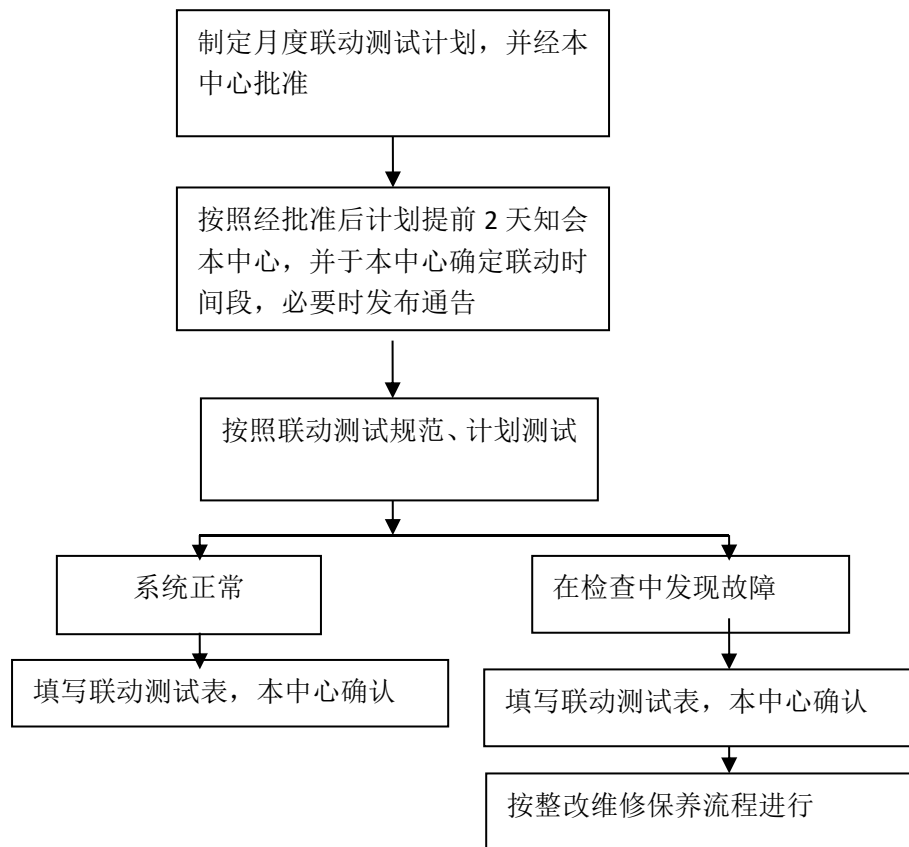 制定月度联动测试计划，并经本
中心批准
按照经批准后计划提前 2 天知会
本中心，并于本中心确定联动时
间段，必要时发布通告
按照联动测试规范、计划测试
系统正常
在检查中发现故障
填写联动测试表，本中心确认
填写联动测试表，本中心确认
按整改维修保养流程进行